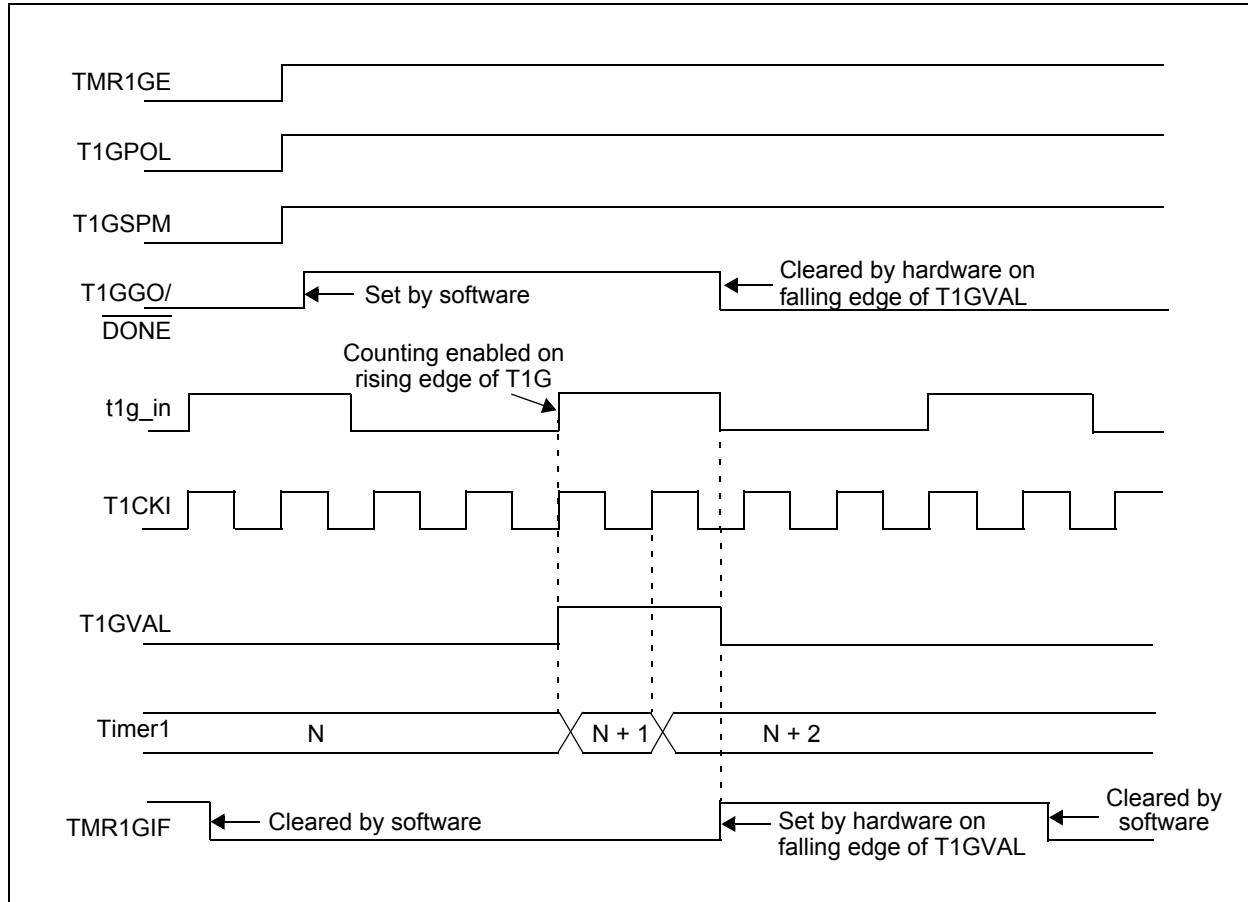 TMR1GE
T1GPOL
T1GSPM
T1GGO/
DONE
Set by software
Cleared by hardware on
falling edge of T1GVAL
Counting enabled on
rising edge of T1G
t1g_in
T1CKI
T1GVAL
Timer1
N
N + 1
N + 2
TMR1GIF
Cleared by software
Set by hardware on
falling edge of T1GVAL
Cleared by
software